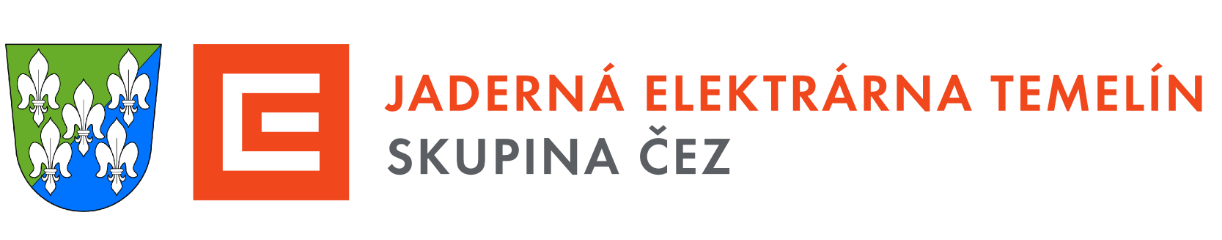 JADERNÁ ELEKTRÁRNA TEMELÍN
SKUPINA ČEZ